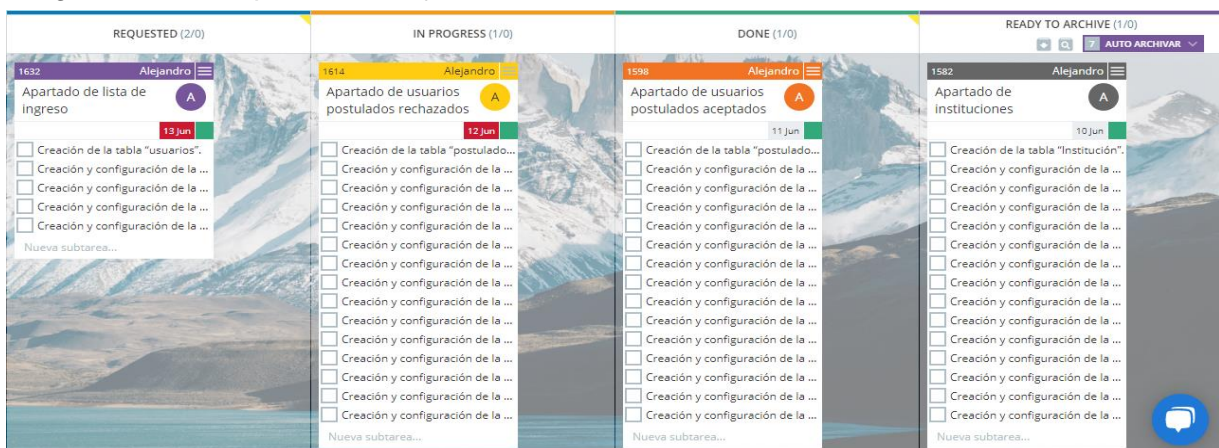 REQUESTED (2/0)
1632 Alejandro
Apartado de lista de
ingreso
A
13 Jun
Creación de la tabla “usuarios”.
Creación y configuración de la ...
Creación y configuración de la ...
Creación y configuración de la ...
Creación y configuración de la ...
Nueva subtarea...
IN PROGRESS (1/0)
1614 Alejandro
Apartado de usuarios
postulados rechazados
A
12 Jun
Creación de la tabla “postulado...
Creación y configuración de la ...
Creación y configuración de la ...
Creación y configuración de la ...
Creación y configuración de la ...
Creación y configuración de la ...
Creación y configuración de la ...
Creación y configuración de la ...
Creación y configuración de la ...
Creación y configuración de la ...
Creación y configuración de la ...
Creación y configuración de la ...
Creación y configuración de la ...
Creación y configuración de la ...
Creación y configuración de la ...
Nueva subtarea...
DONE (1/0)
1598 Alejandro
Apartado de usuarios
postulados aceptados
A
11 Jun
Creación de la tabla “postulado...
Creación y configuración de la ...
Creación y configuración de la ...
Creación y configuración de la ...
Creación y configuración de la ...
Creación y configuración de la ...
Creación y configuración de la ...
Creación y configuración de la ...
Creación y configuración de la ...
Creación y configuración de la ...
Creación y configuración de la ...
Creación y configuración de la ...
Creación y configuración de la ...
Creación y configuración de la ...
Creación y configuración de la ...
Nueva subtarea...
READY TO ARCHIVE (1/0)
7 AUTO ARCHIVAR
1582 Alejandro
Apartado de
instituciones
A
10 Jun
Creación de la tabla “Institución”.
Creación y configuración de la ...
Creación y configuración de la ...
Creación y configuración de la ...
Creación y configuración de la ...
Creación y configuración de la ...
Creación y configuración de la ...
Creación y configuración de la ...
Creación y configuración de la ...
Creación y configuración de la ...
Creación y configuración de la ...
Creación y configuración de la ...
Creación y configuración de la ...
Creación y configuración de la ...
Creación y configuración de la ...
Nueva subtarea...